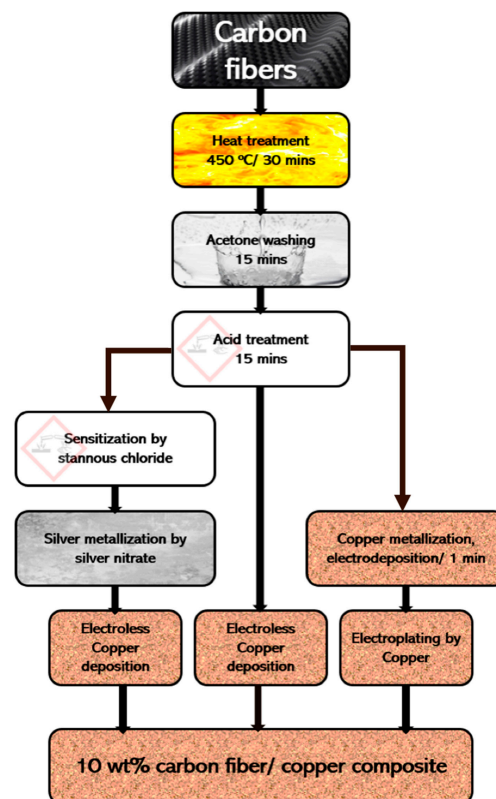 Carbon
fibers
Heat treatment
450 ºC/ 30 mins
Acetone washing
15 mins
Acid treatment
15 mins
Sensitization by
stannous chloride
Silver metallization by
silver nitrate
Copper metallization,
electrodeposition/ 1 min
Electroless
Copper
deposition
Electroless
Copper
deposition
Electroplating by
Copper
10 wt% carbon fiber/ copper composite